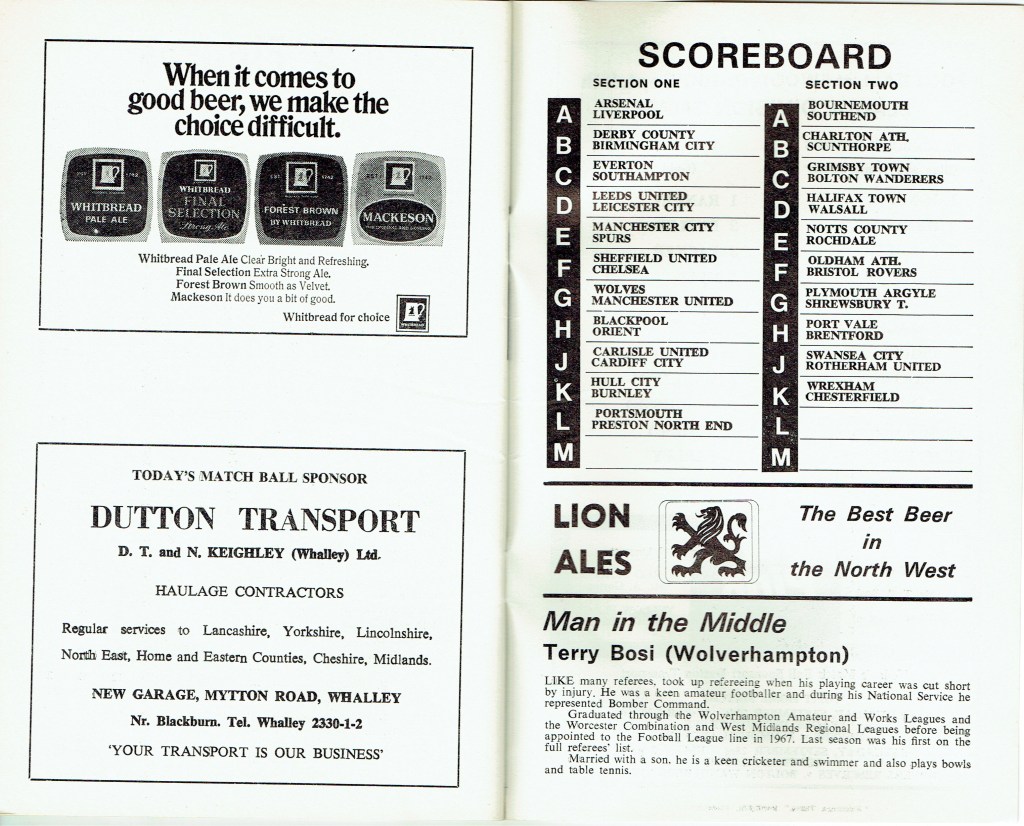 When it comes to
good beer, we make the
choice difficult.
EST 1742
WHITBREAD
PALE ALE
WHITBREAD
FINAL
SELECTION
Strong Ale
EST 1742
FOREST BROWN
BY WHITBREAD
EST 1742
MACKESON
Whitbread Pale Ale Clear Bright and Refreshing.
Final Selection Extra Strong Ale.
Forest Brown Smooth as Velvet.
Mackeson It does you a bit of good.
Whitbread for choice
WHITBREAD
TODAY'S MATCH BALL SPONSOR
DUTTON TRANSPORT
D. T. and N. KEIGHLEY (Whalley) Ltd.
HAULAGE CONTRACTORS
Regular services to Lancashire, Yorkshire, Lincolnshire,
North East, Home and Eastern Counties, Cheshire, Midlands.
NEW GARAGE, MYTTON ROAD, WHALLEY
Nr. Blackburn. Tel. Whalley 2330-1-2
'YOUR TRANSPORT IS OUR BUSINESS'
SCOREBOARD
SECTION ONE
A ARSENAL
LIVERPOOL
B DERBY COUNTY
BIRMINGHAM CITY
C EVERTON
SOUTHAMPTON
D LEEDS UNITED
LEICESTER CITY
E MANCHESTER CITY
SPURS
F SHEFFIELD UNITED
CHELSEA
G WOLVES
MANCHESTER UNITED
H BLACKPOOL
ORIENT
J CARLISLE UNITED
CARDIFF CITY
K HULL CITY
BURNLEY
L PORTSMOUTH
PRESTON NORTH END
M
SECTION TWO
A BOURNEMOUTH
SOUTHEND
B CHARLTON ATH.
SCUNTHORPE
C GRIMSBY TOWN
BOLTON WANDERERS
D HALIFAX TOWN
WALSALL
E NOTTS COUNTY
ROCHDALE
F OLDHAM ATH.
BRISTOL ROVERS
G PLYMOUTH ARGYLE
SHREWSBURY T.
H PORT VALE
BRENTFORD
J SWANSEA CITY
ROTHERHAM UNITED
K WREXHAM
CHESTERFIELD
L
M
LION
ALES
The Best Beer
in
the North West
Man in the Middle
Terry Bosi (Wolverhampton)
LIKE many referees, took up refereeing when his playing career was cut short
by injury. He was a keen amateur footballer and during his National Service he
represented Bomber Command.
Graduated through the Wolverhampton Amateur and Works Leagues and
the Worcester Combination and West Midlands Regional Leagues before being
appointed to the Football League line in 1967. Last season was his first on the
full referees' list.
Married with a son, he is a keen cricketer and swimmer and also plays bowls
and table tennis.